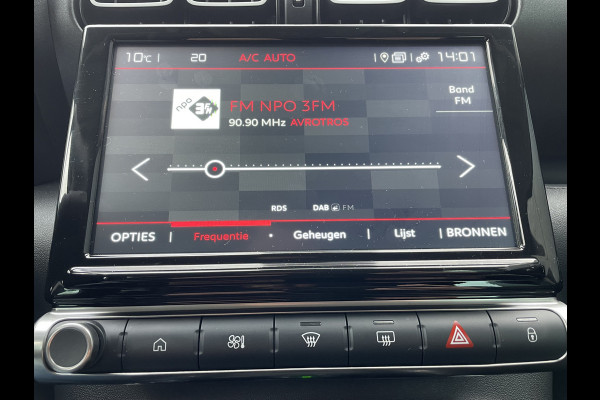 10°C 20 A/C AUTO 14:01
npo 3FM
FM NPO 3FM
90.90 MHz AVROTROS
Band
FM
RDS DAB FM
OPTIES Frequentie Geheugen Lijst BRONNEN